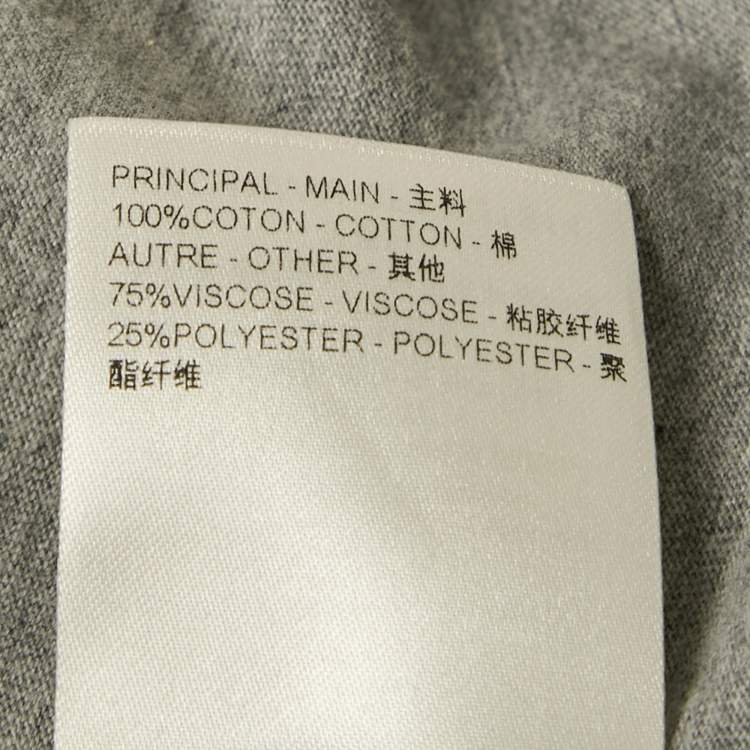 PRINCIPAL - MAIN - 主料
100%COTON - COTTON - 棉
AUTRE - OTHER - 其他
75%VISCOSE - VISCOSE - 粘胶纤维
25%POLYESTER - POLYESTER - 聚
酯纤维